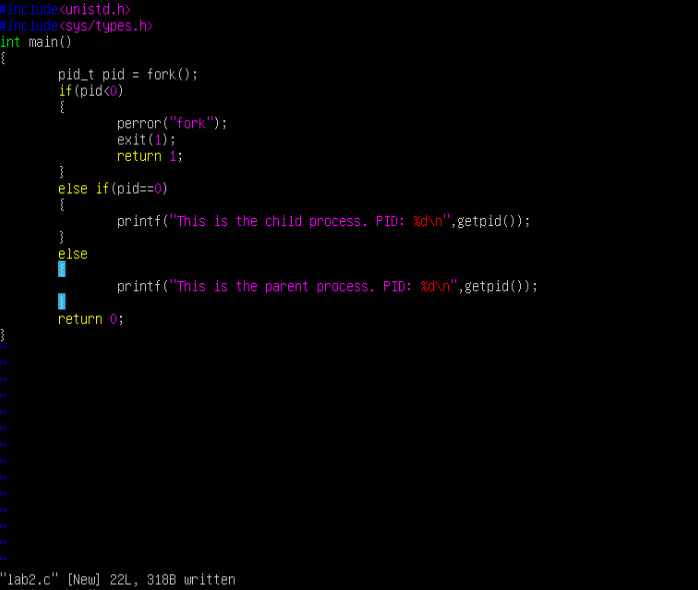 #include<unistd.h>
#include<sys/types.h>
int main()
{
        pid_t pid = fork();
        if(pid<0)
        {
                perror("fork");
                exit(1);
                return 1;
        }
        else if(pid==0)
        {
                printf("This is the child process. PID: %d\n",getpid());
        }
        else
        {
                printf("This is the parent process. PID: %d\n",getpid());
        }
        return 0;
}
~
~
~
~
~
~
~
~
~
~
~
~
~
~
"lab2.c" [New] 22L, 318B written